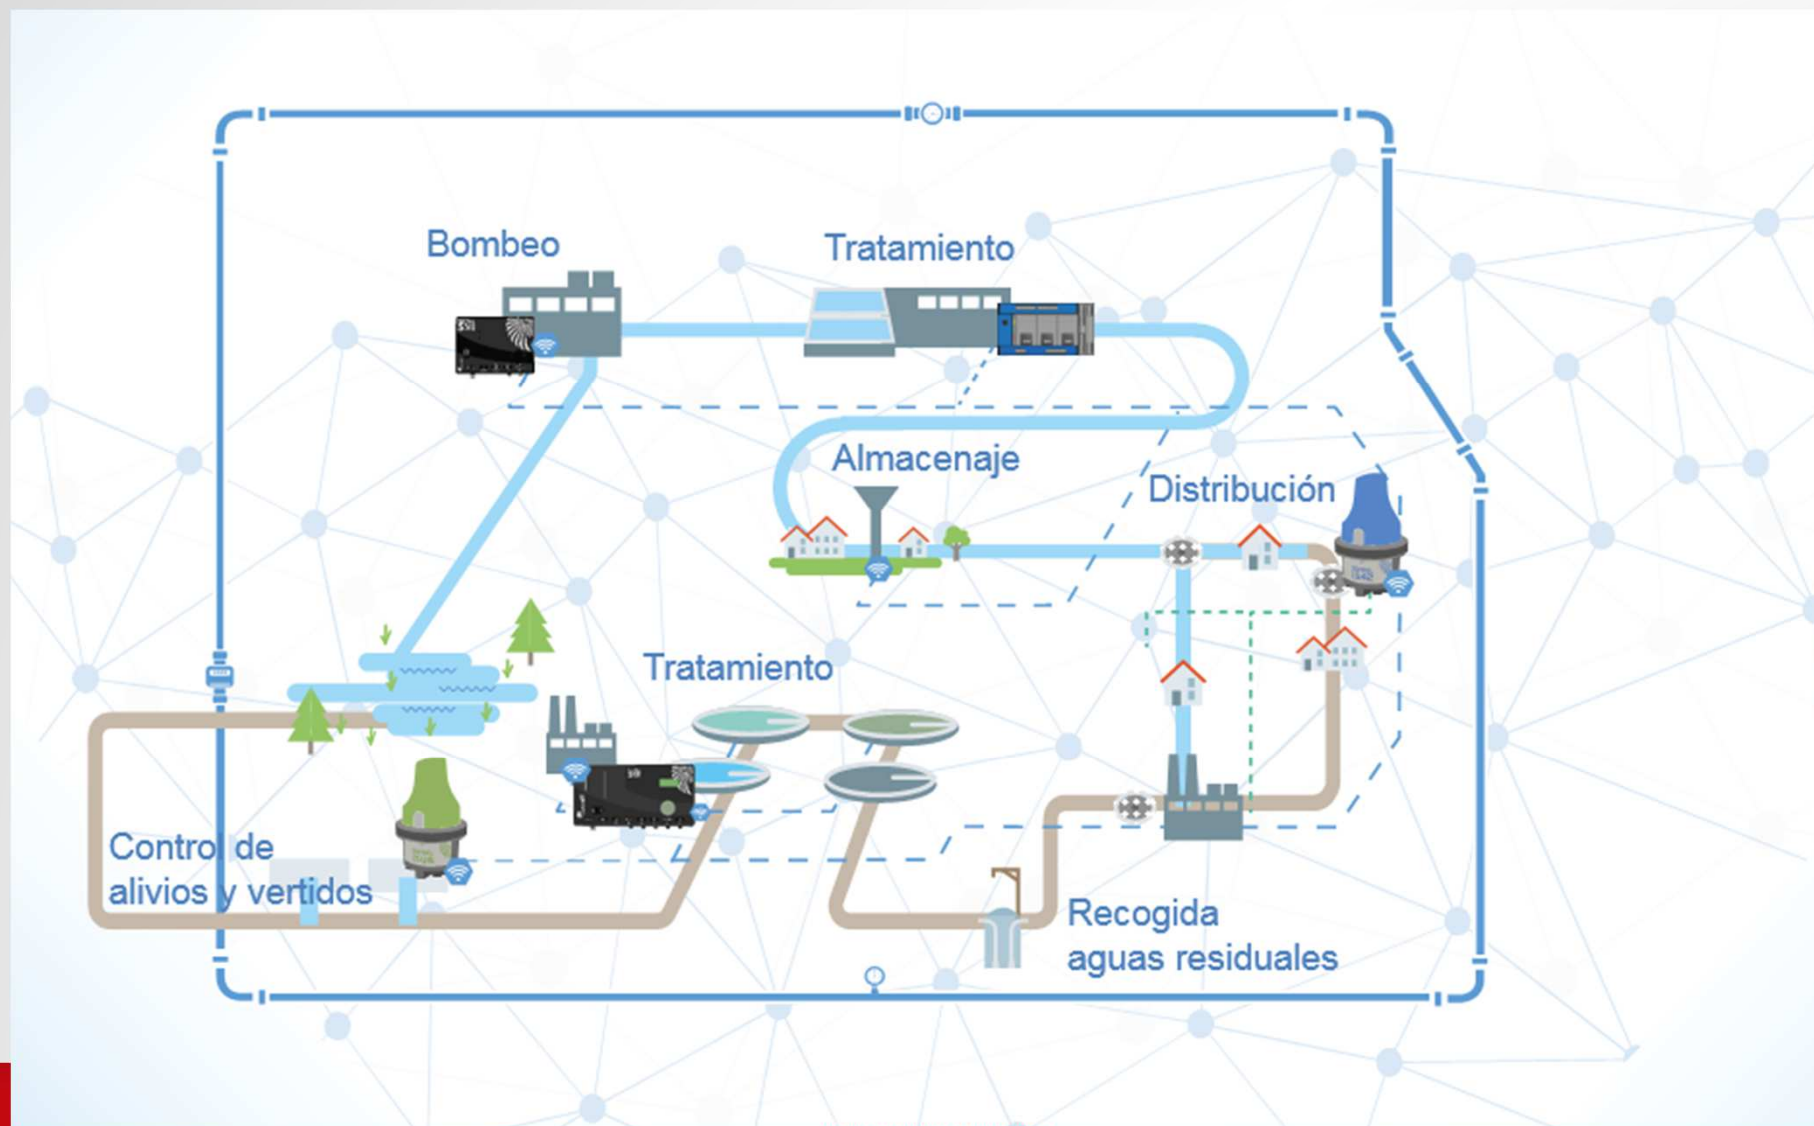 Bombeo
Tratamiento
Almacenaje
Distribución
Tratamiento
Control de
alivios y vertidos
Recogida
aguas residuales